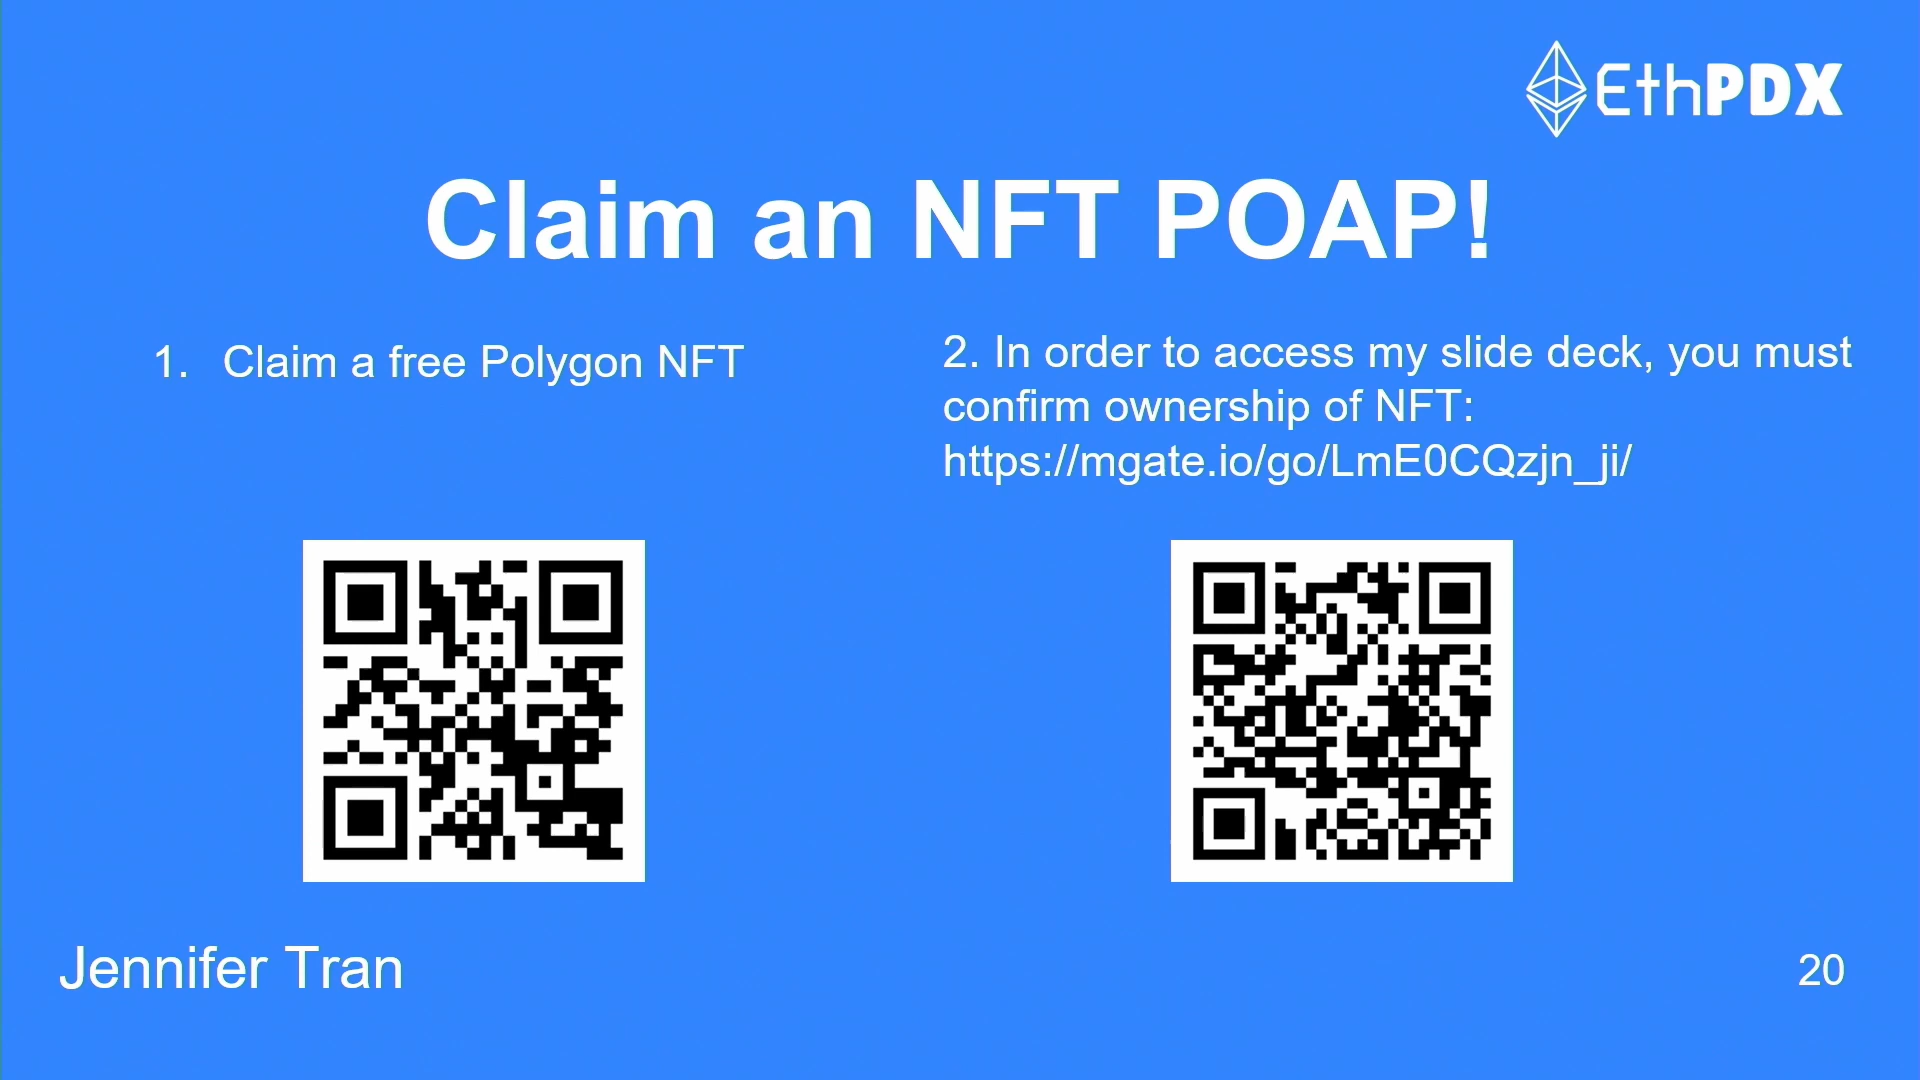 EthPDX
Claim an NFT POAP!
1. Claim a free Polygon NFT
2. In order to access my slide deck, you must
confirm ownership of NFT:
https://mgate.io/go/LmE0CQzjn_ji/
Jennifer Tran
20